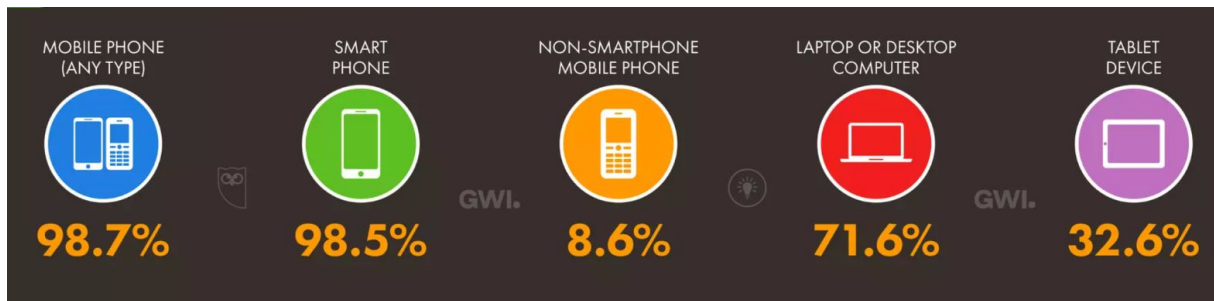 MOBILE PHONE
(ANY TYPE)
SMART
PHONE
NON-SMARTPHONE
MOBILE PHONE
LAPTOP OR DESKTOP
COMPUTER
TABLET
DEVICE
GWI.
GWI.
98.7%
98.5%
8.6%
71.6%
32.6%